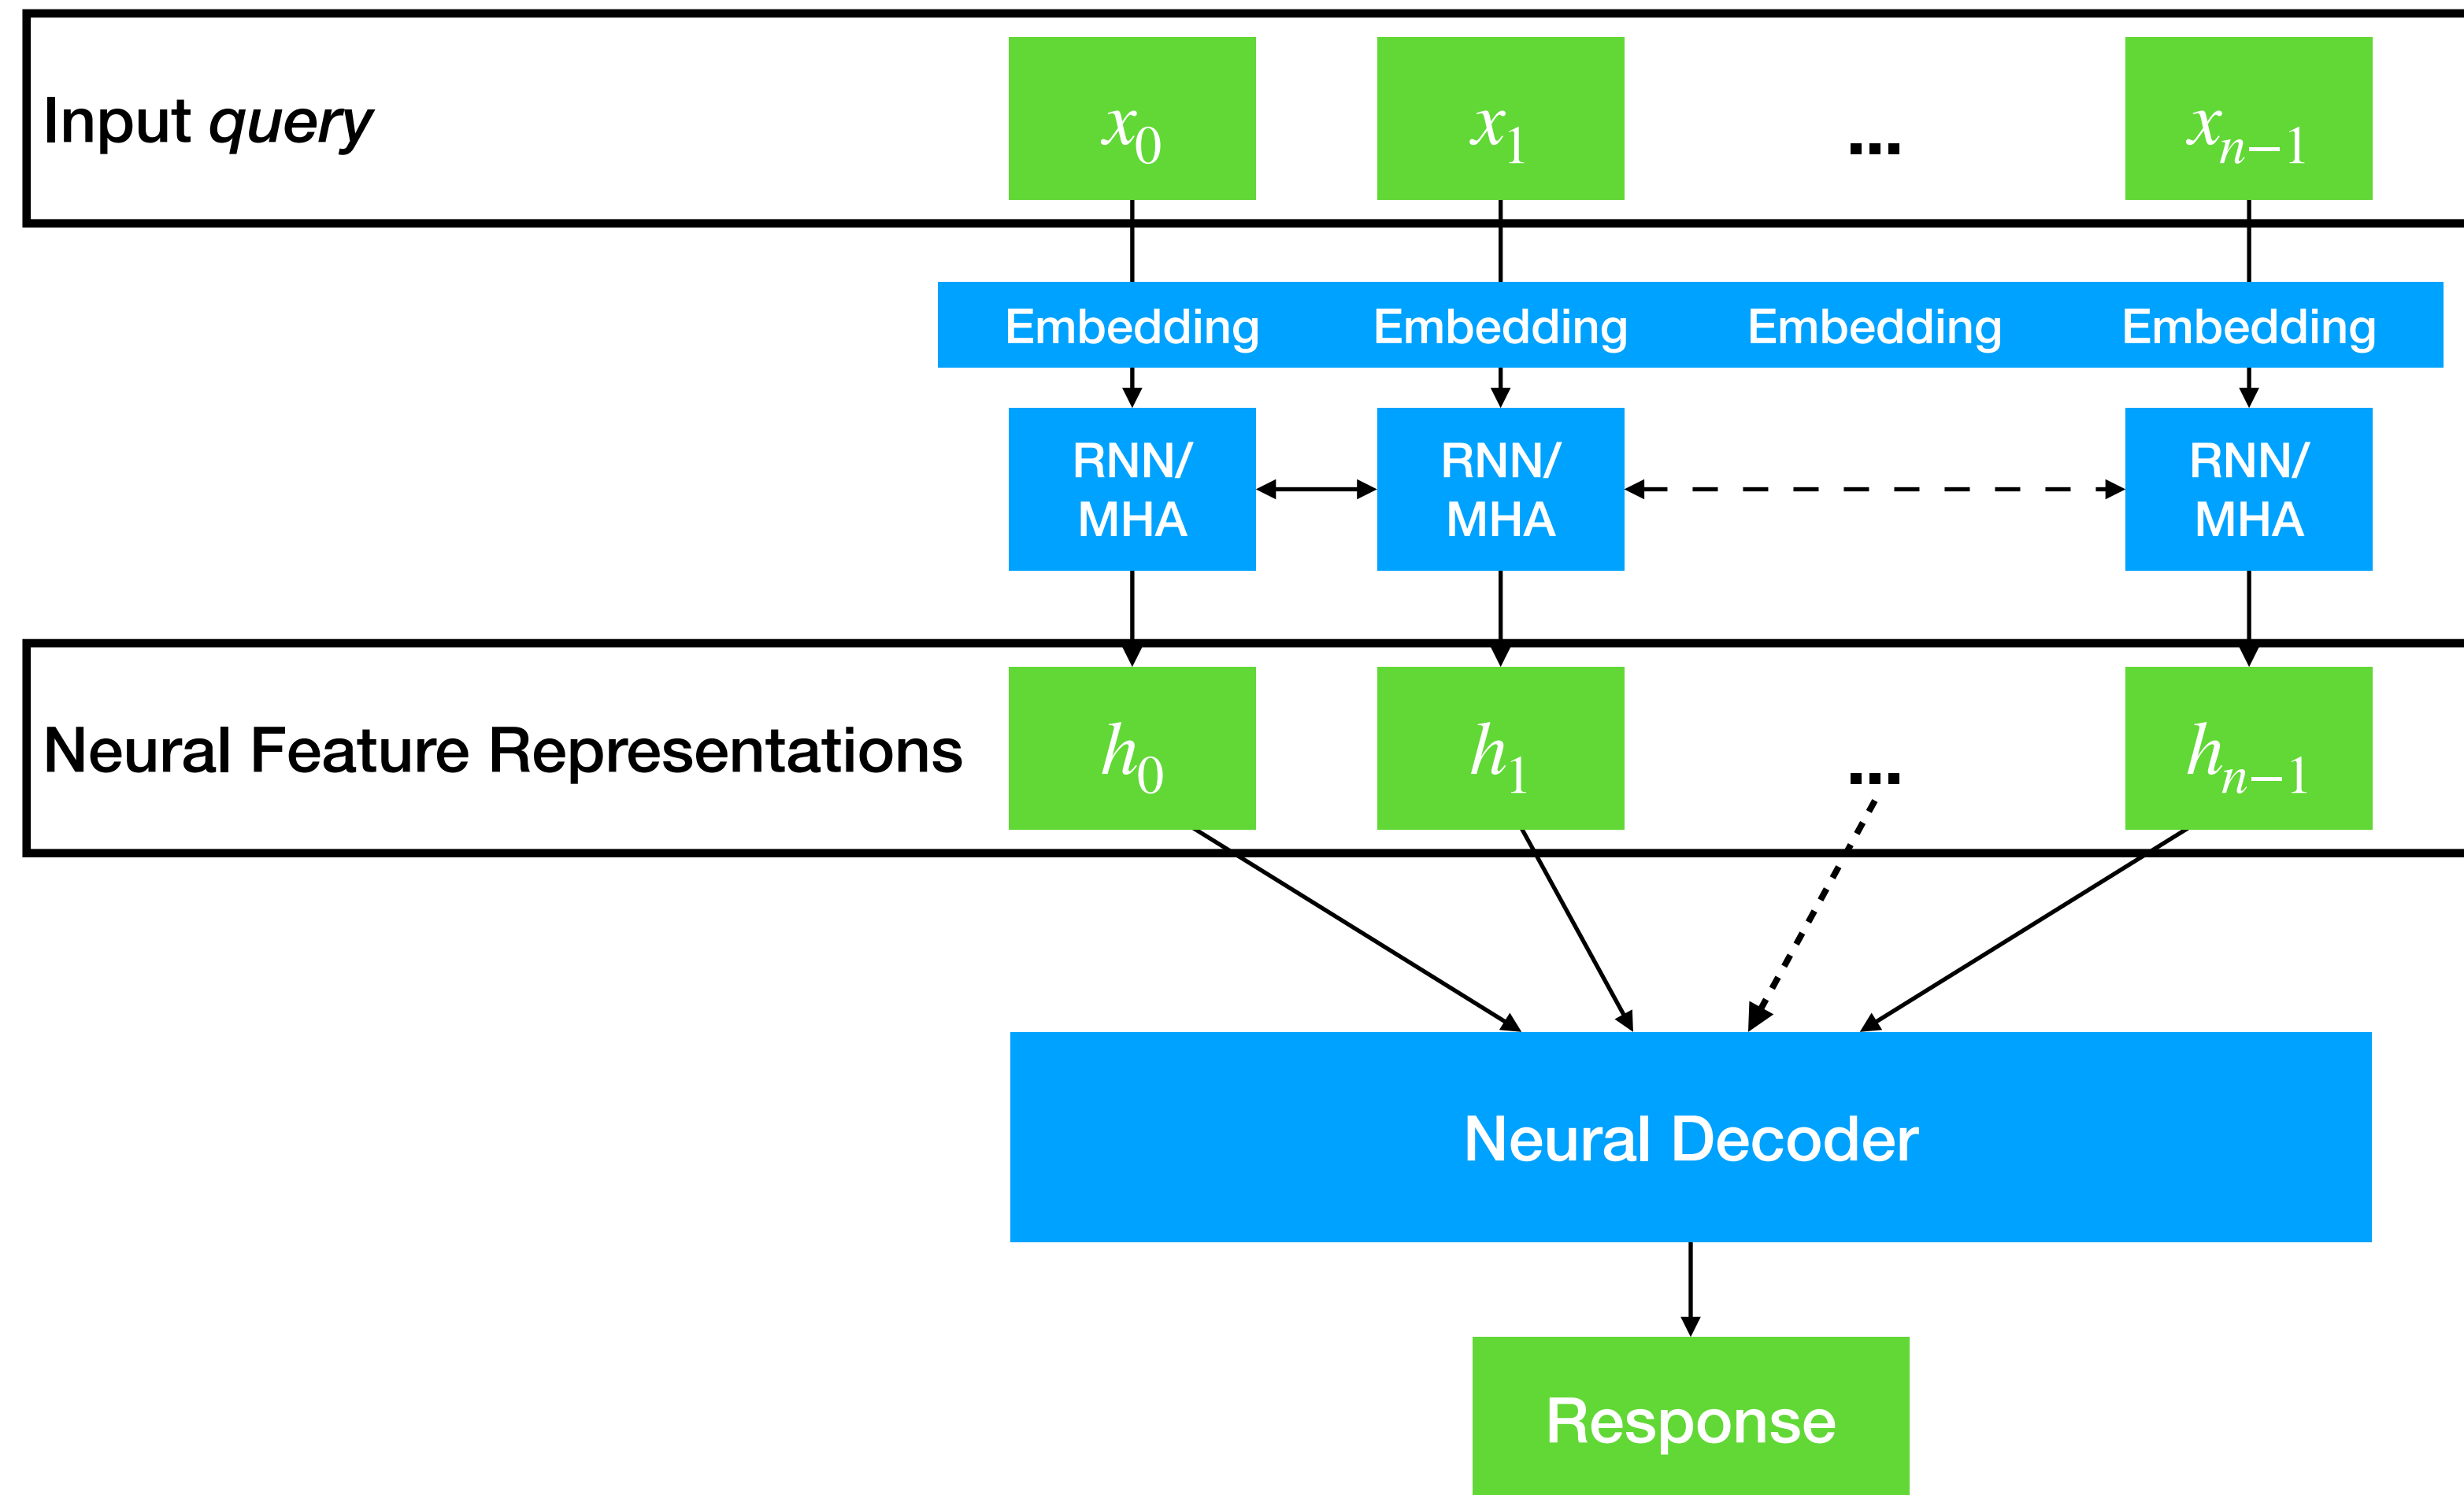 Input query
x0 x1 ... xn−1
Embedding Embedding Embedding Embedding
RNN/ RNN/ RNN/
MHA MHA MHA
Neural Feature Representations
h0 h1 ... hn−1
Neural Decoder
Response